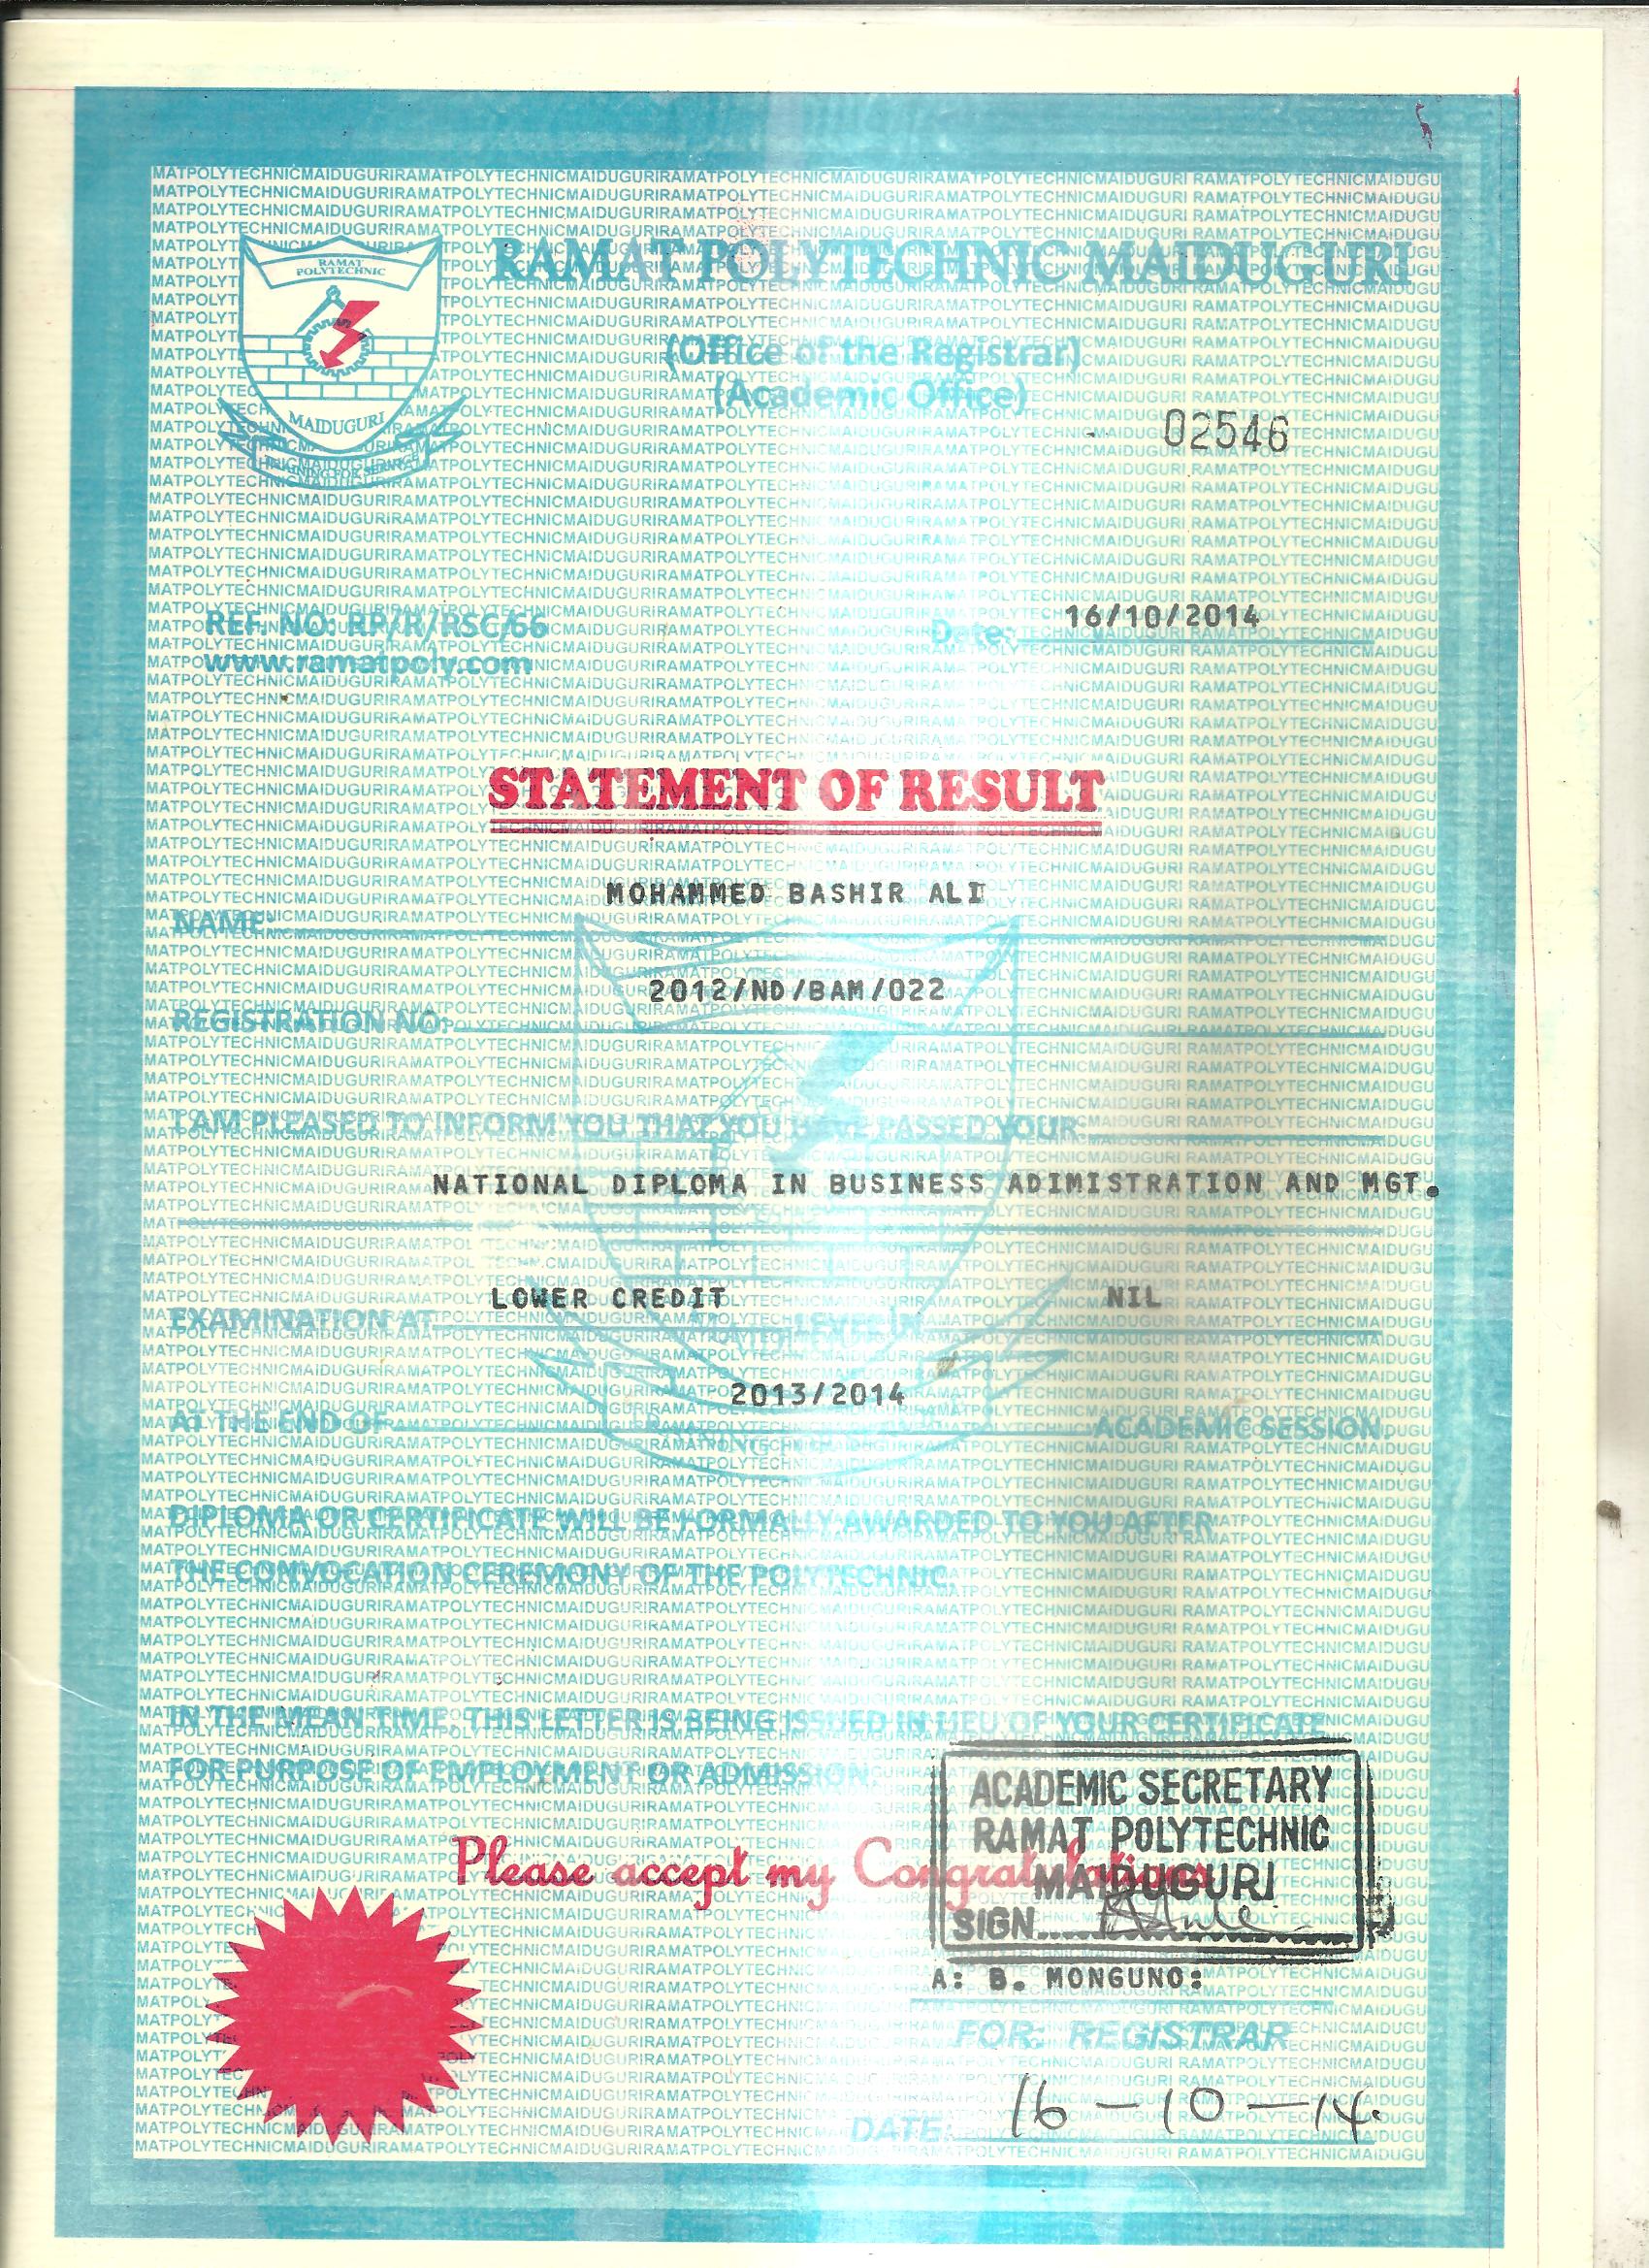 RAMAT POLYTECHNIC
MAIDUGURI
TRAINING FOR SERVICE
RAMAT POLYTECHNIC MAIDUGURI
(Office of the Registrar)
(Academic Office)
02546
REF. NO: RP/R/RSC/66
www.ramatpoly.com
Date: 16/10/2014
STATEMENT OF RESULT
NAME: MOHAMMED BASHIR ALI
REGISTRATION NO: 2012/ND/BAM/022
I AM PLEASED TO INFORM YOU THAT YOU HAVE PASSED YOUR
NATIONAL DIPLOMA IN BUSINESS ADIMISTRATION AND MGT.
EXAMINATION AT LOWER CREDIT LEVEL IN NIL
AT THE END OF 2013/2014 ACADEMIC SESSION.
DIPLOMA OR CERTIFICATE WILL BE FORMALLY AWARDED TO YOU AFTER
THE CONVOCATION CEREMONY OF THE POLYTECHNIC.
IN THE MEAN TIME, THIS LETTER IS BEING ISSUED IN LIEU OF YOUR CERTIFICATE
FOR PURPOSE OF EMPLOYMENT OR ADMISSION.
Please accept my Congratulations
ACADEMIC SECRETARY
RAMAT POLYTECHNIC
MAIDUGURI
SIGN
A: B. MONGUNO:
FOR: REGISTRAR
DATE: 16-10-14.